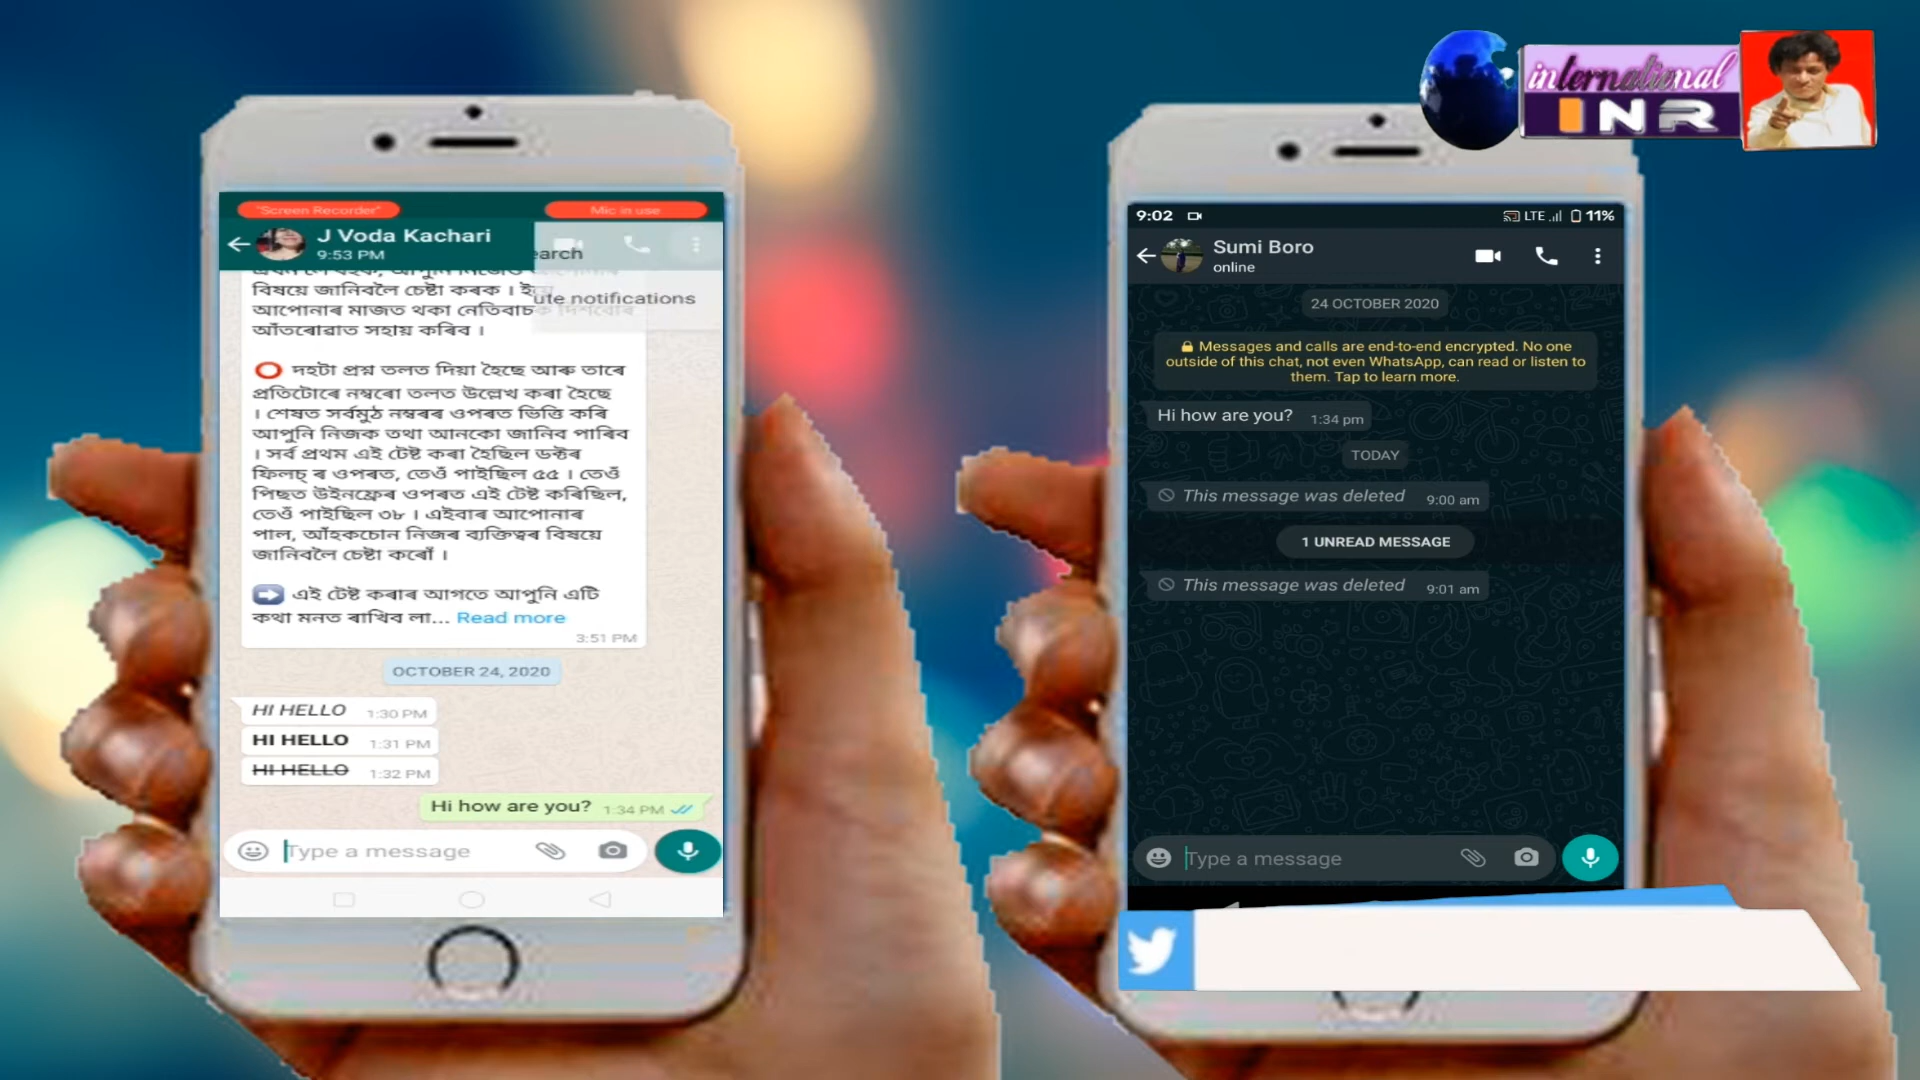 "Screen Recorder"
Mic in use
J Voda Kachari
9:53 PM
earch
ute notifications
বিষয়ে জানিবলৈ চেষ্টা কৰক । ইয়ে
আপোনাৰ মাজত থকা নেতিবাচক দিশবোৰ
আঁতৰোৱাত সহায় কৰিব ।
⭕ দহটা প্ৰশ্ন তলত দিয়া হৈছে আৰু তাৰে
প্ৰতিটোৰে নম্বৰো তলত উল্লেখ কৰা হৈছে
। শেষত সৰ্বমুঠ নম্বৰৰ ওপৰত ভিত্তি কৰি
আপুনি নিজক তথা আনকো জানিব পাৰিব
। সৰ্ব প্ৰথম এই টেষ্ট কৰা হৈছিল ডক্টৰ
ফিলচ্ ৰ ওপৰত, তেওঁ পাইছিল ৫৫ । তেওঁ
পিছত উইনফ্ৰেৰ ওপৰত এই টেষ্ট কৰিছিল,
তেওঁ পাইছিল ৩৮ । এইবাৰ আপোনাৰ
পাল, আঁহকচোন নিজৰ ব্যক্তিত্বৰ বিষয়ে
জানিবলৈ চেষ্টা কৰোঁ ।
➡ এই টেষ্ট কৰাৰ আগতে আপুনি এটি
কথা মনত ৰাখিব লা... Read more
3:51 PM
OCTOBER 24, 2020
HI HELLO 1:30 PM
HI HELLO 1:31 PM
HI HELLO 1:32 PM
Hi how are you? 1:34 PM
Type a message
international
INR
9:02 LTE 11%
Sumi Boro
online
24 OCTOBER 2020
Messages and calls are end-to-end encrypted. No one
outside of this chat, not even WhatsApp, can read or listen to
them. Tap to learn more.
Hi how are you? 1:34 pm
TODAY
This message was deleted 9:00 am
1 UNREAD MESSAGE
This message was deleted 9:01 am
Type a message